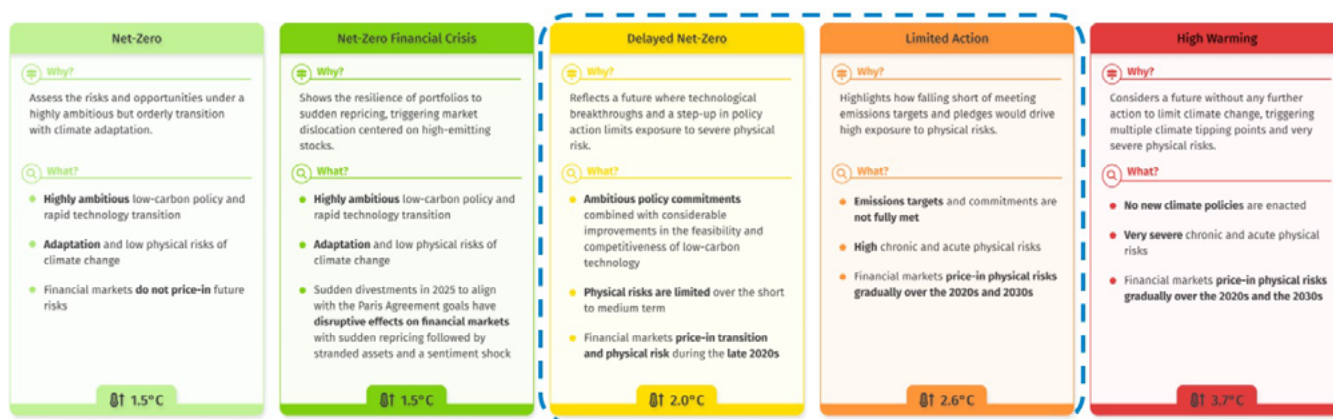 Net-Zero
Why?
Assess the risks and opportunities under a
highly ambitious but orderly transition
with climate adaptation.
What?
Highly ambitious low-carbon policy and
rapid technology transition
Adaptation and low physical risks of
climate change
Financial markets do not price-in future
risks
1.5°C
Net-Zero Financial Crisis
Why?
Shows the resilience of portfolios to
sudden repricing, triggering market
dislocation centered on high-emitting
stocks.
What?
Highly ambitious low-carbon policy and
rapid technology transition
Adaptation and low physical risks of
climate change
Sudden divestments in 2025 to align
with the Paris Agreement goals have
disruptive effects on financial markets
with sudden repricing followed by
stranded assets and a sentiment shock
1.5°C
Delayed Net-Zero
Why?
Reflects a future where technological
breakthroughs and a step-up in policy
action limits exposure to severe physical
risk.
What?
Ambitious policy commitments
combined with considerable
improvements in the feasibility and
competitiveness of low-carbon
technology
Physical risks are limited over the short
to medium term
Financial markets price-in transition
and physical risk during the late 2020s
2.0°C
Limited Action
Why?
Highlights how falling short of meeting
emissions targets and pledges would drive
high exposure to physical risks.
What?
Emissions targets and commitments are
not fully met
High chronic and acute physical risks
Financial markets price-in physical risks
gradually over the 2020s and 2030s
2.6°C
High Warming
Why?
Considers a future without any further
action to limit climate change, triggering
multiple climate tipping points and very
severe physical risks.
What?
No new climate policies are enacted
Very severe chronic and acute physical
risks
Financial markets price-in physical risks
gradually over the 2020s and the 2030s
3.7°C